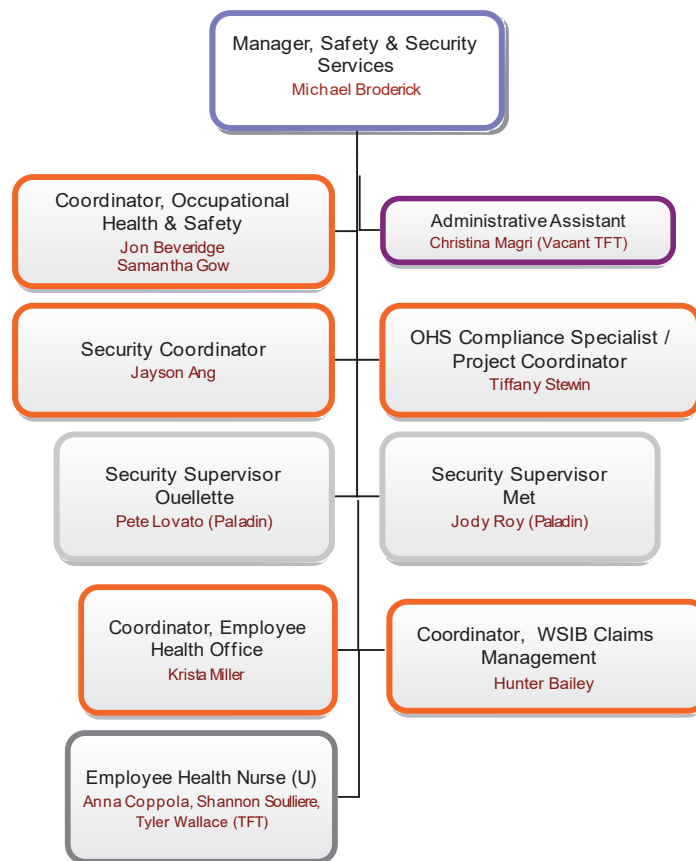 Manager, Safety & Security
Services
Michael Broderick
Coordinator, Occupational
Health & Safety
Jon Beveridge
Samantha Gow
Administrative Assistant
Christina Magri (Vacant TFT)
Security Coordinator
Jayson Ang
OHS Compliance Specialist /
Project Coordinator
Tiffany Stewin
Security Supervisor
Ouellette
Pete Lovato (Paladin)
Security Supervisor
Met
Jody Roy (Paladin)
Coordinator, Employee
Health Office
Krista Miller
Coordinator, WSIB Claims
Management
Hunter Bailey
Employee Health Nurse (U)
Anna Coppola, Shannon Soulliere,
Tyler Wallace (TFT)